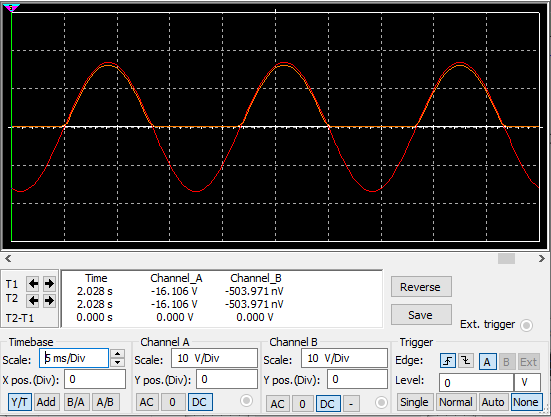 Time Channel_A Channel_B
T1 2.028 s -16.106 V -503.971 nV
T2 2.028 s -16.106 V -503.971 nV
T2-T1 0.000 s 0.000 V 0.000 V
Reverse
Save
Ext. trigger
Timebase
Scale: 5 ms/Div
X pos.(Div): 0
Y/T Add B/A A/B
Channel A
Scale: 10 V/Div
Y pos.(Div): 0
AC 0 DC
Channel B
Scale: 10 V/Div
Y pos.(Div): 0
AC 0 DC -
Trigger
Edge: A B Ext
Level: 0 V
Single Normal Auto None